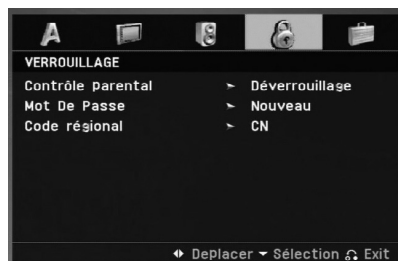 A
VERROUILLAGE
Contrôle parental ➣ Déverrouillage
Mot De Passe ➣ Nouveau
Code régional ➣ CN
Deplacer Sélection Exit